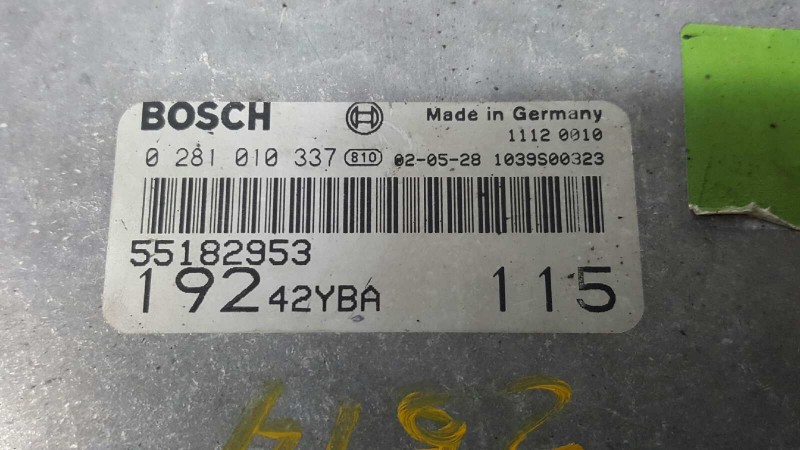 BOSCH Made in Germany
1112 0010
0 281 010 337 810 02-05-28 1039S00323
55182953
192 42YBA 115